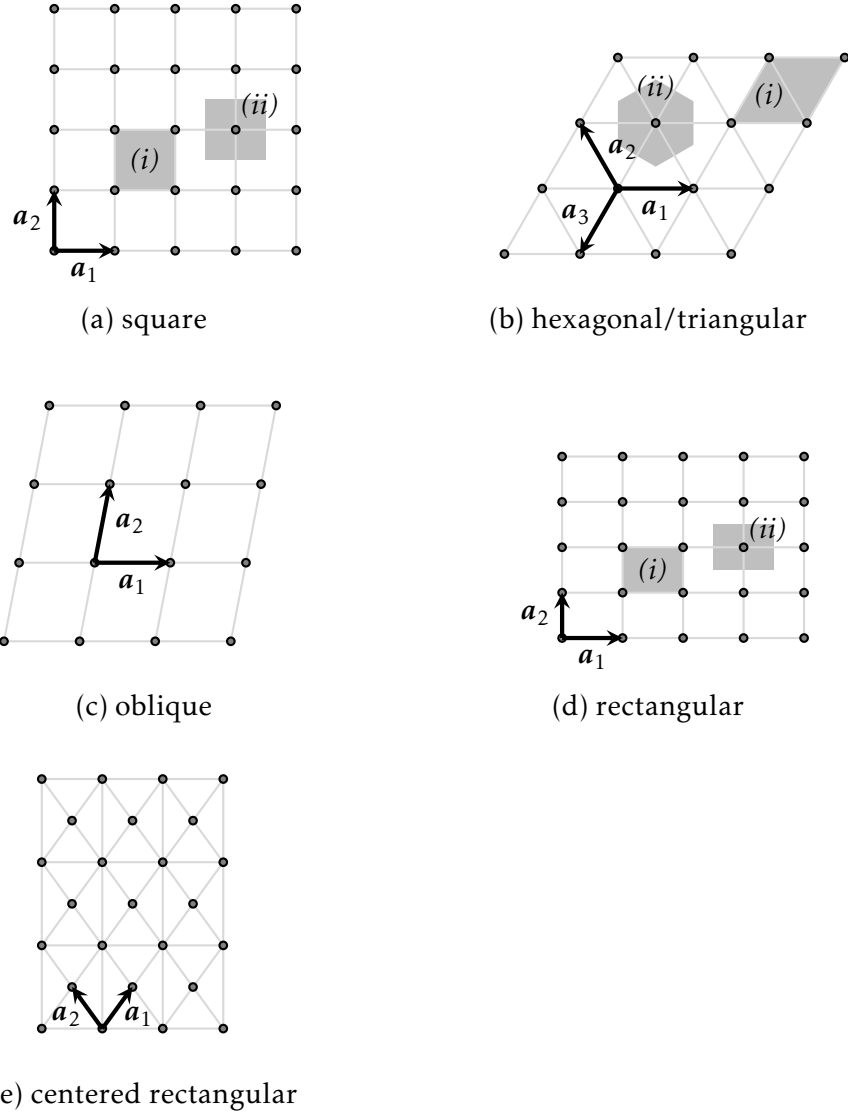 (ii)
(i)
a2
a1
(a) square
(ii)
(i)
a2
a3
a1
(b) hexagonal/triangular
a2
a1
(c) oblique
(ii)
(i)
a2
a1
(d) rectangular
a2
a1
e) centered rectangular